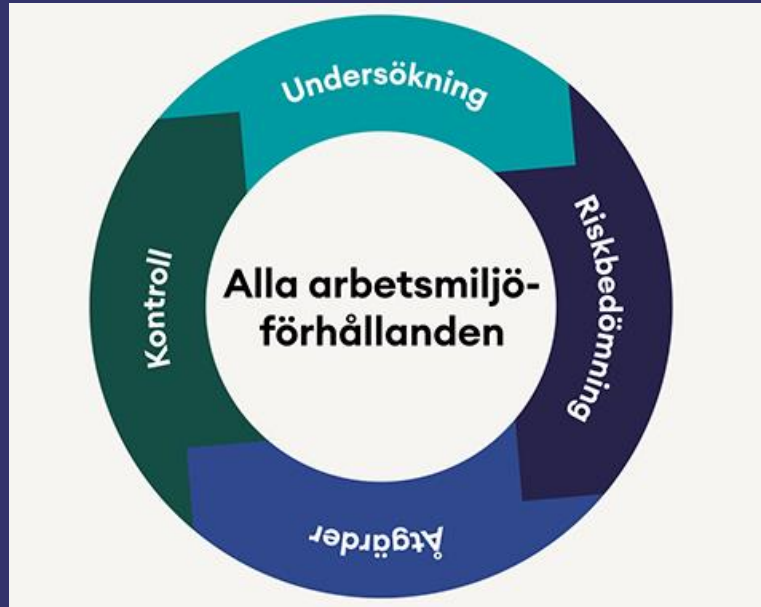 Undersökning
Riskbedömning
Åtgärder
Kontroll
Alla arbetsmiljö-
förhållanden